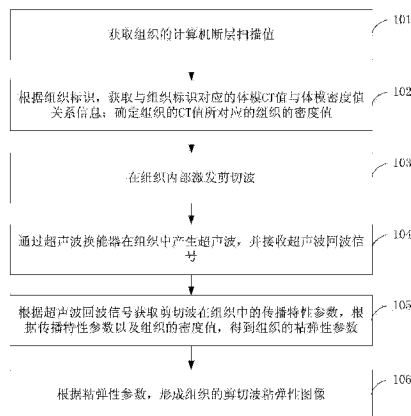 获取组织的计算机断层扫描值
101
根据组织标识，获取与组织标识对应的体模CT值与体模密度值
关系信息；确定组织的CT值所对应的组织的密度值
102
在组织内部激发剪切波
103
通过超声波换能器在组织中产生超声波，并接收超声波回波信
号
104
根据超声波回波信号获取剪切波在组织中的传播特性参数，根
据传播特性参数以及组织的密度值，得到组织的粘弹性参数
105
根据粘弹性参数，形成组织的剪切波粘弹性图像
106